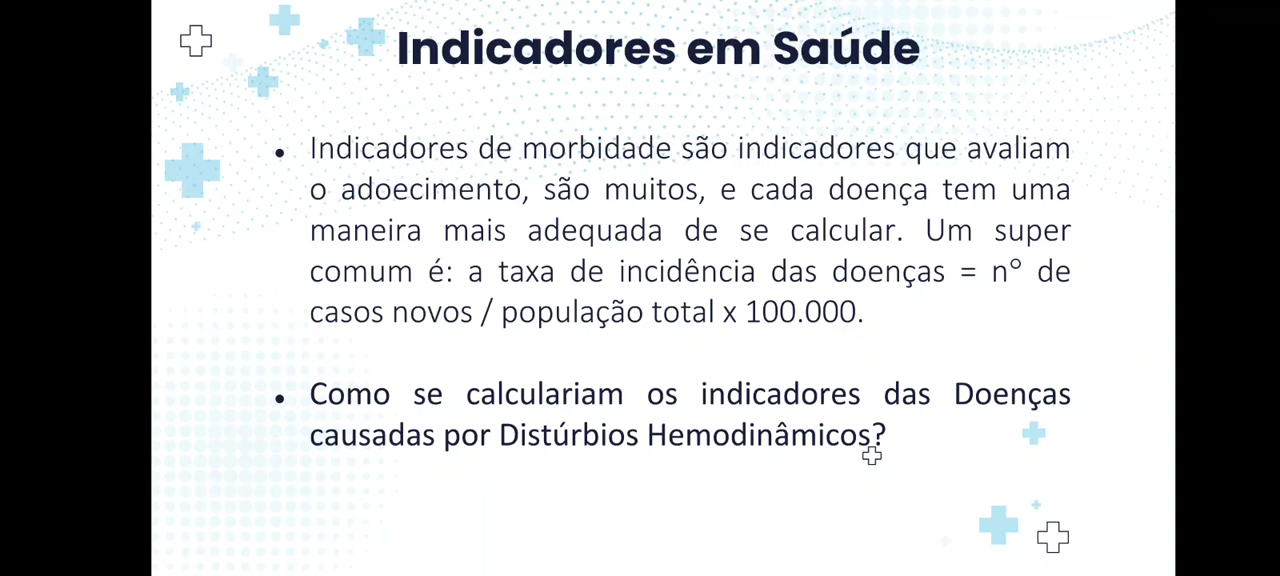 Indicadores em Saúde
• Indicadores de morbidade são indicadores que avaliam
o adoecimento, são muitos, e cada doença tem uma
maneira mais adequada de se calcular. Um super
comum é: a taxa de incidência das doenças = n° de
casos novos / população total x 100.000.
• Como se calculariam os indicadores das Doenças
causadas por Distúrbios Hemodinâmicos?